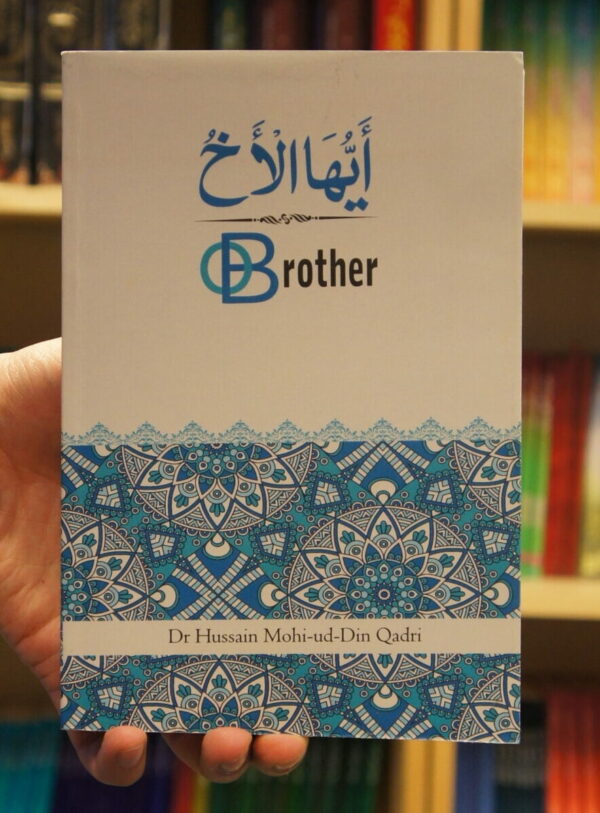 أَيُّهَا الْأَخُ
O Brother
Dr Hussain Mohi-ud-Din Qadri